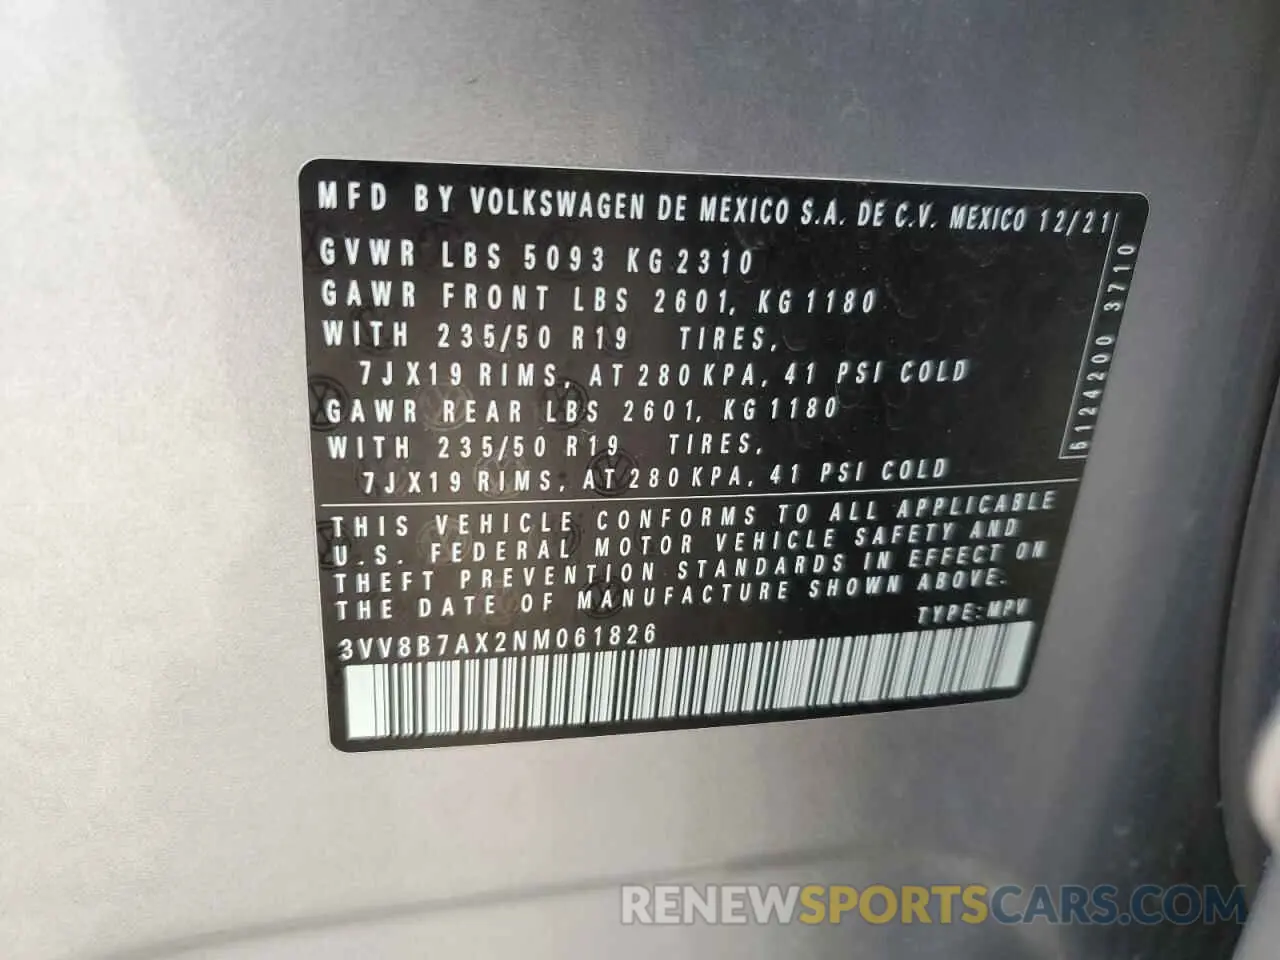 MFD BY VOLKSWAGEN DE MEXICO S.A. DE C.V. MEXICO 12/21
GVWR LBS 5093 KG 2310
GAWR FRONT LBS 2601, KG 1180
WITH 235/50 R19 TIRES,
7JX19 RIMS, AT 280 KPA, 41 PSI COLD
GAWR REAR LBS 2601, KG 1180
WITH 235/50 R19 TIRES,
7JX19 RIMS, AT 280 KPA, 41 PSI COLD
5124200 3710
THIS VEHICLE CONFORMS TO ALL APPLICABLE
U.S. FEDERAL MOTOR VEHICLE SAFETY AND
THEFT PREVENTION STANDARDS IN EFFECT ON
THE DATE OF MANUFACTURE SHOWN ABOVE.
TYPE: MPV
3VV8B7AX2NM061826
RENEWSPORTSCARS.COM